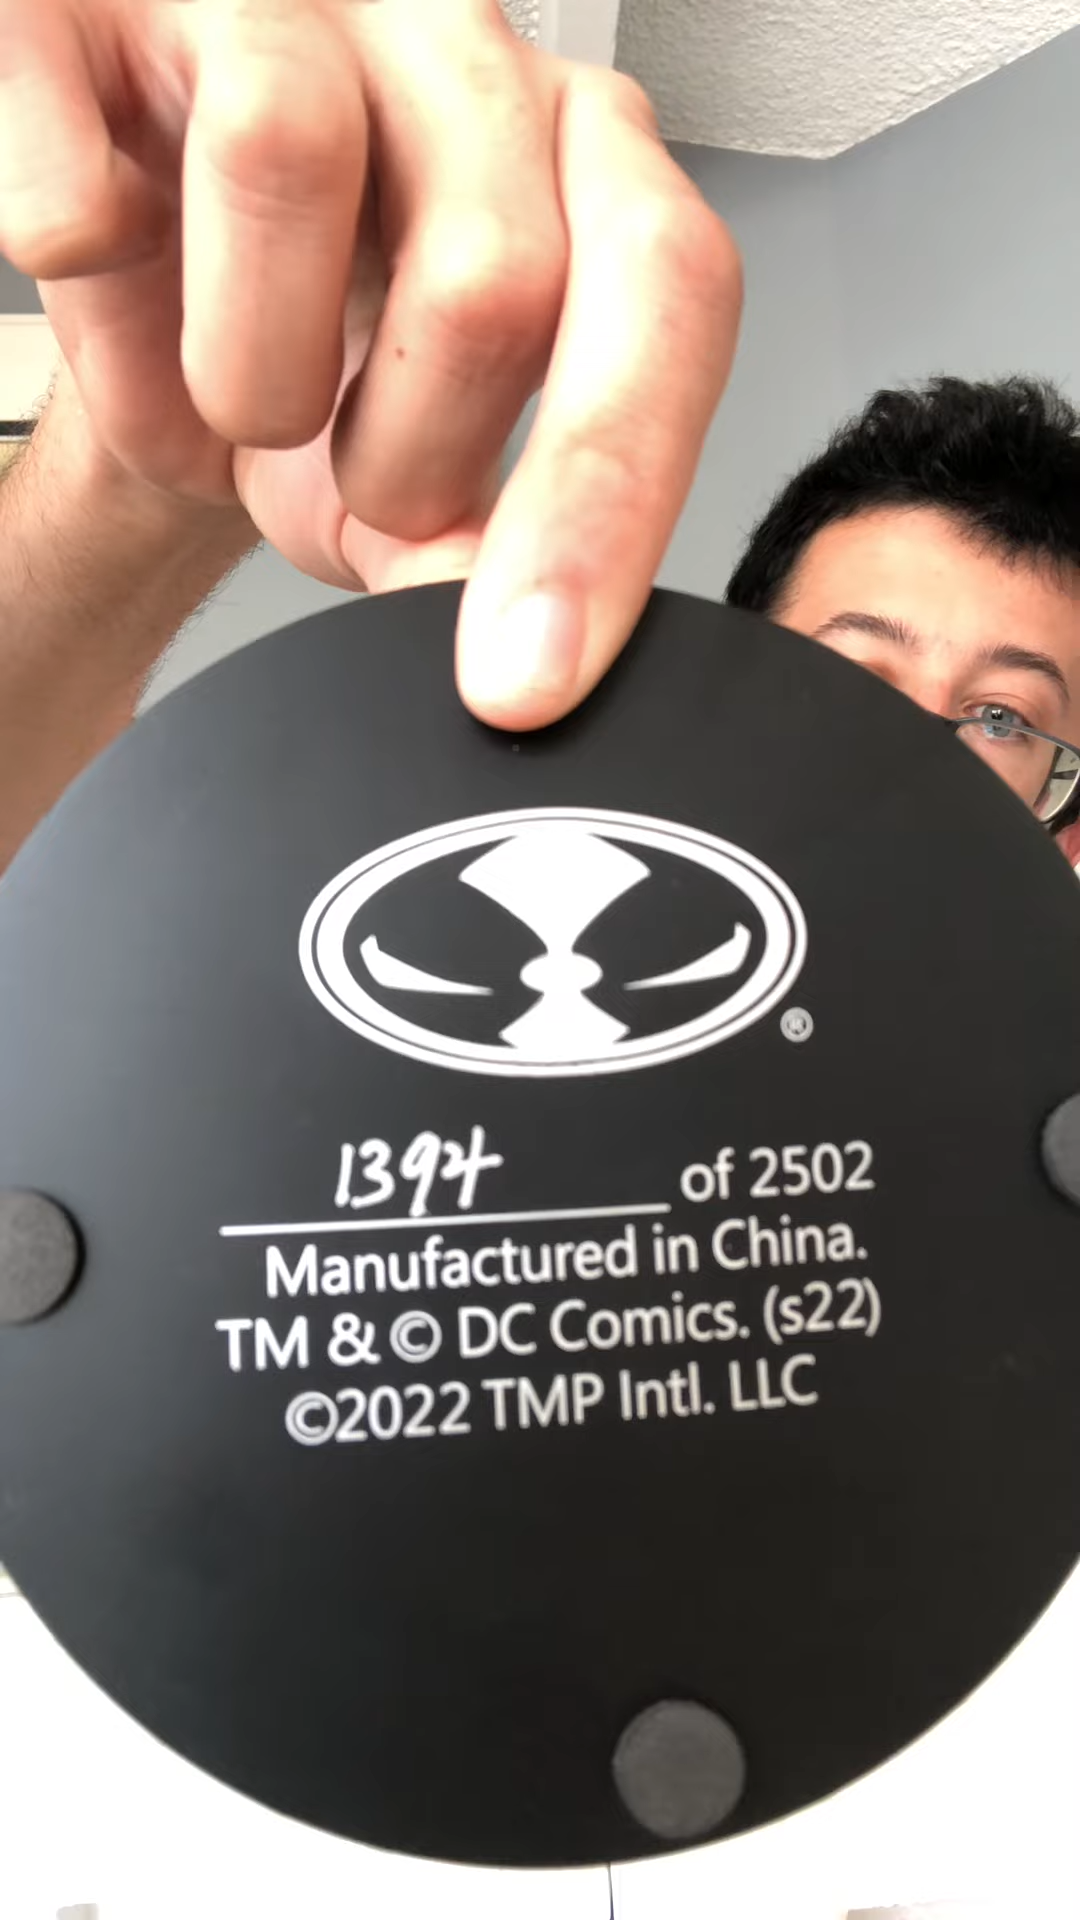 ®
1394 of 2502
Manufactured in China.
TM & © DC Comics. (s22)
©2022 TMP Intl. LLC